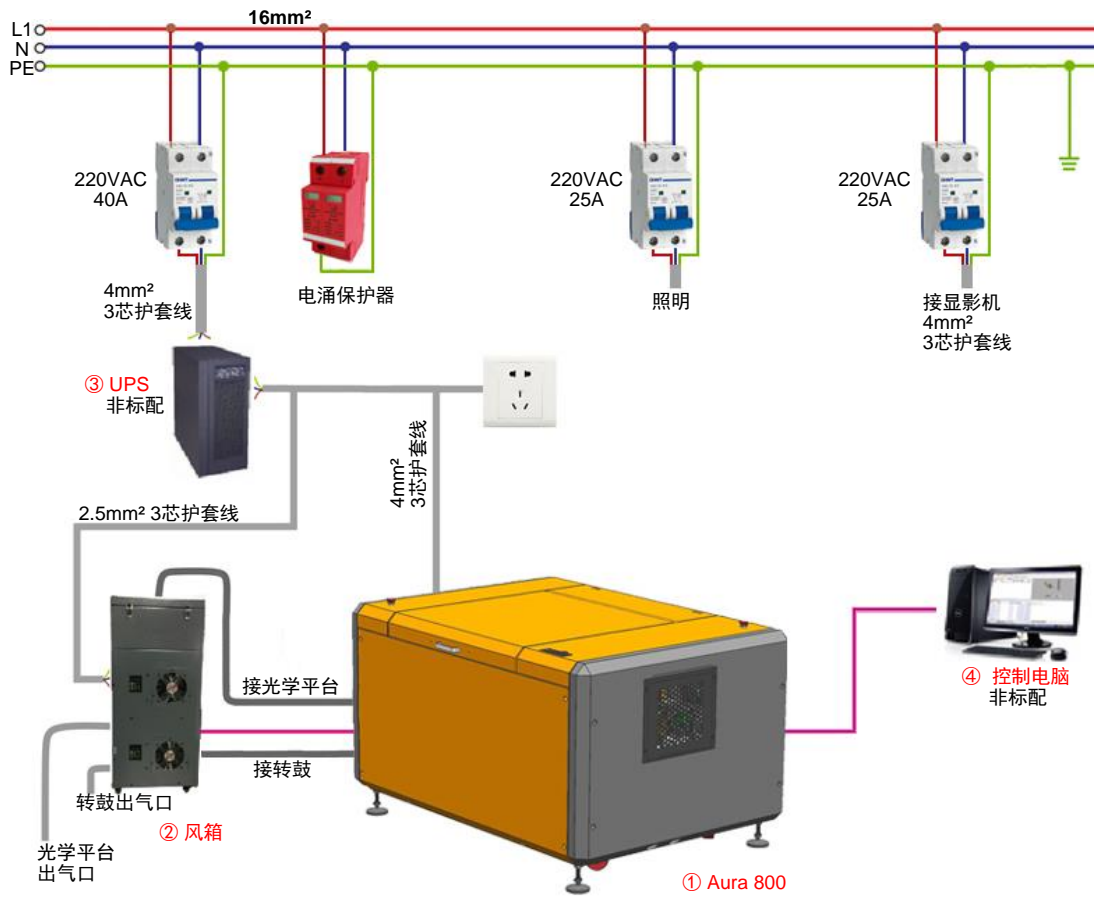 16mm²
L1
N
PE
220VAC
40A
220VAC
25A
220VAC
25A
4mm²
3芯护套线
电涌保护器
照明
接显影机
4mm²
3芯护套线
③ UPS
非标配
4mm²
3芯护套线
2.5mm² 3芯护套线
接光学平台
④ 控制电脑
非标配
接转鼓
转鼓出气口
② 风箱
光学平台
出气口
① Aura 800